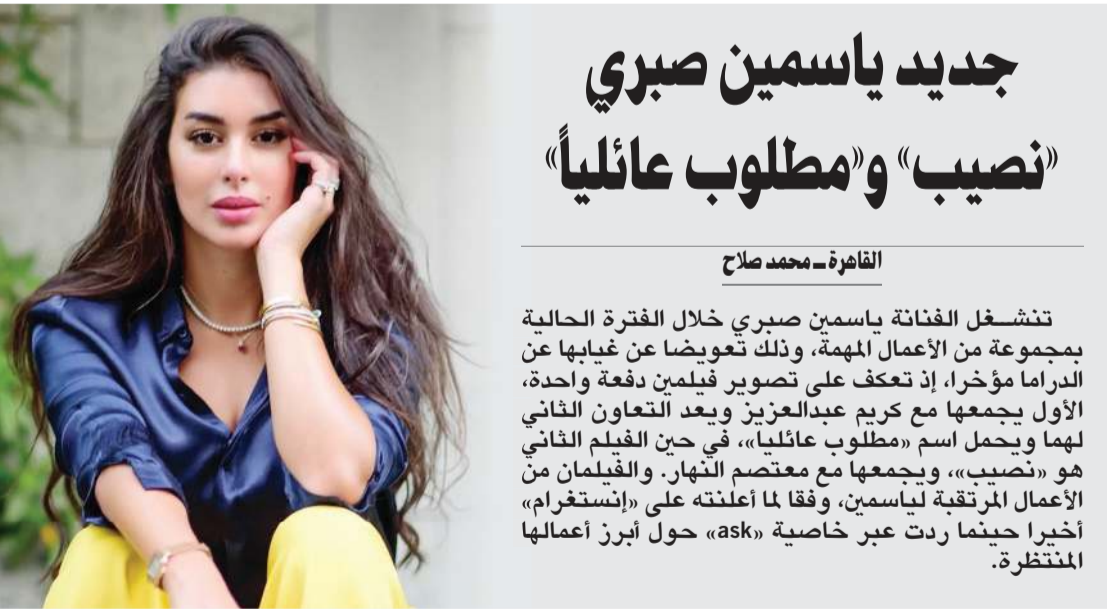 جديد ياسمين صبري
«نصيب» و«مطلوب عائلياً»
القاهرة ــ محمد صلاح
تنشــغل الفنانة ياسمين صبري خلال الفترة الحالية
بمجموعة من الأعمال المهمة، وذلك تعويضا عن غيابها عن
الدراما مؤخرا، إذ تعكف على تصوير فيلمين دفعة واحدة،
الأول يجمعها مع كريم عبدالعزيز ويعد التعاون الثاني
لهما ويحمل اسم «مطلوب عائليا»، في حين الفيلم الثاني
هو «نصيب»، ويجمعها مع معتصم النهار. والفيلمان من
الأعمال المرتقبة لياسمين، وفقا لما أعلنته على «إنستغرام»
أخيرا حينما ردت عبر خاصية «ask» حول أبرز أعمالها
المنتظرة.